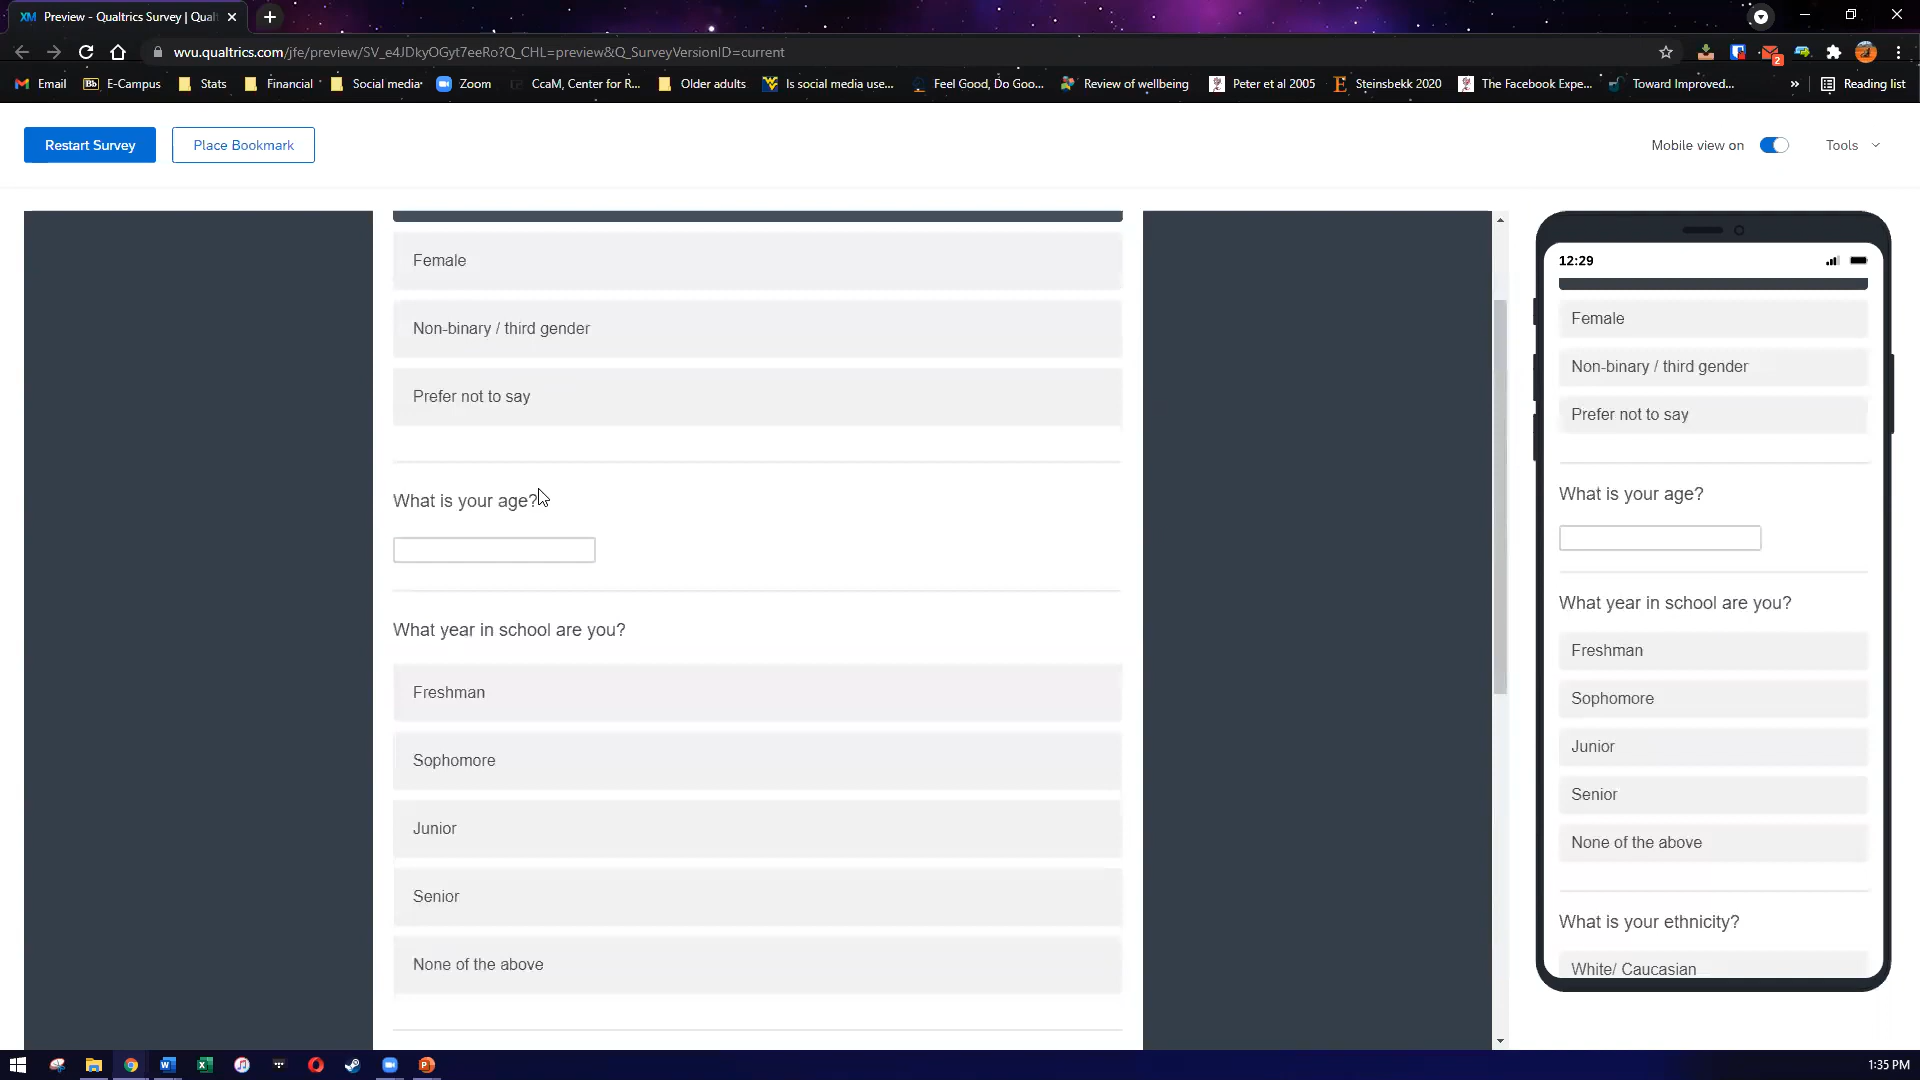 XM Preview - Qualtrics Survey | Qual
wvu.qualtrics.com/jfe/preview/SV_e4JDkyOGyt7eeRo?Q_CHL=preview&Q_SurveyVersionID=current
2
Email
Bb E-Campus
Stats
Financial
Social media
Zoom
CcaM, Center for R...
Older adults
Is social media use...
Feel Good, Do Goo...
Review of wellbeing
Peter et al 2005
E Steinsbekk 2020
The Facebook Expe...
Toward Improved...
»
Reading list
Restart Survey
Place Bookmark
Mobile view on
Tools
Female
Non-binary / third gender
Prefer not to say
What is your age?
What year in school are you?
Freshman
Sophomore
Junior
Senior
None of the above
12:29
Female
Non-binary / third gender
Prefer not to say
What is your age?
What year in school are you?
Freshman
Sophomore
Junior
Senior
None of the above
What is your ethnicity?
White/ Caucasian
1:35 PM